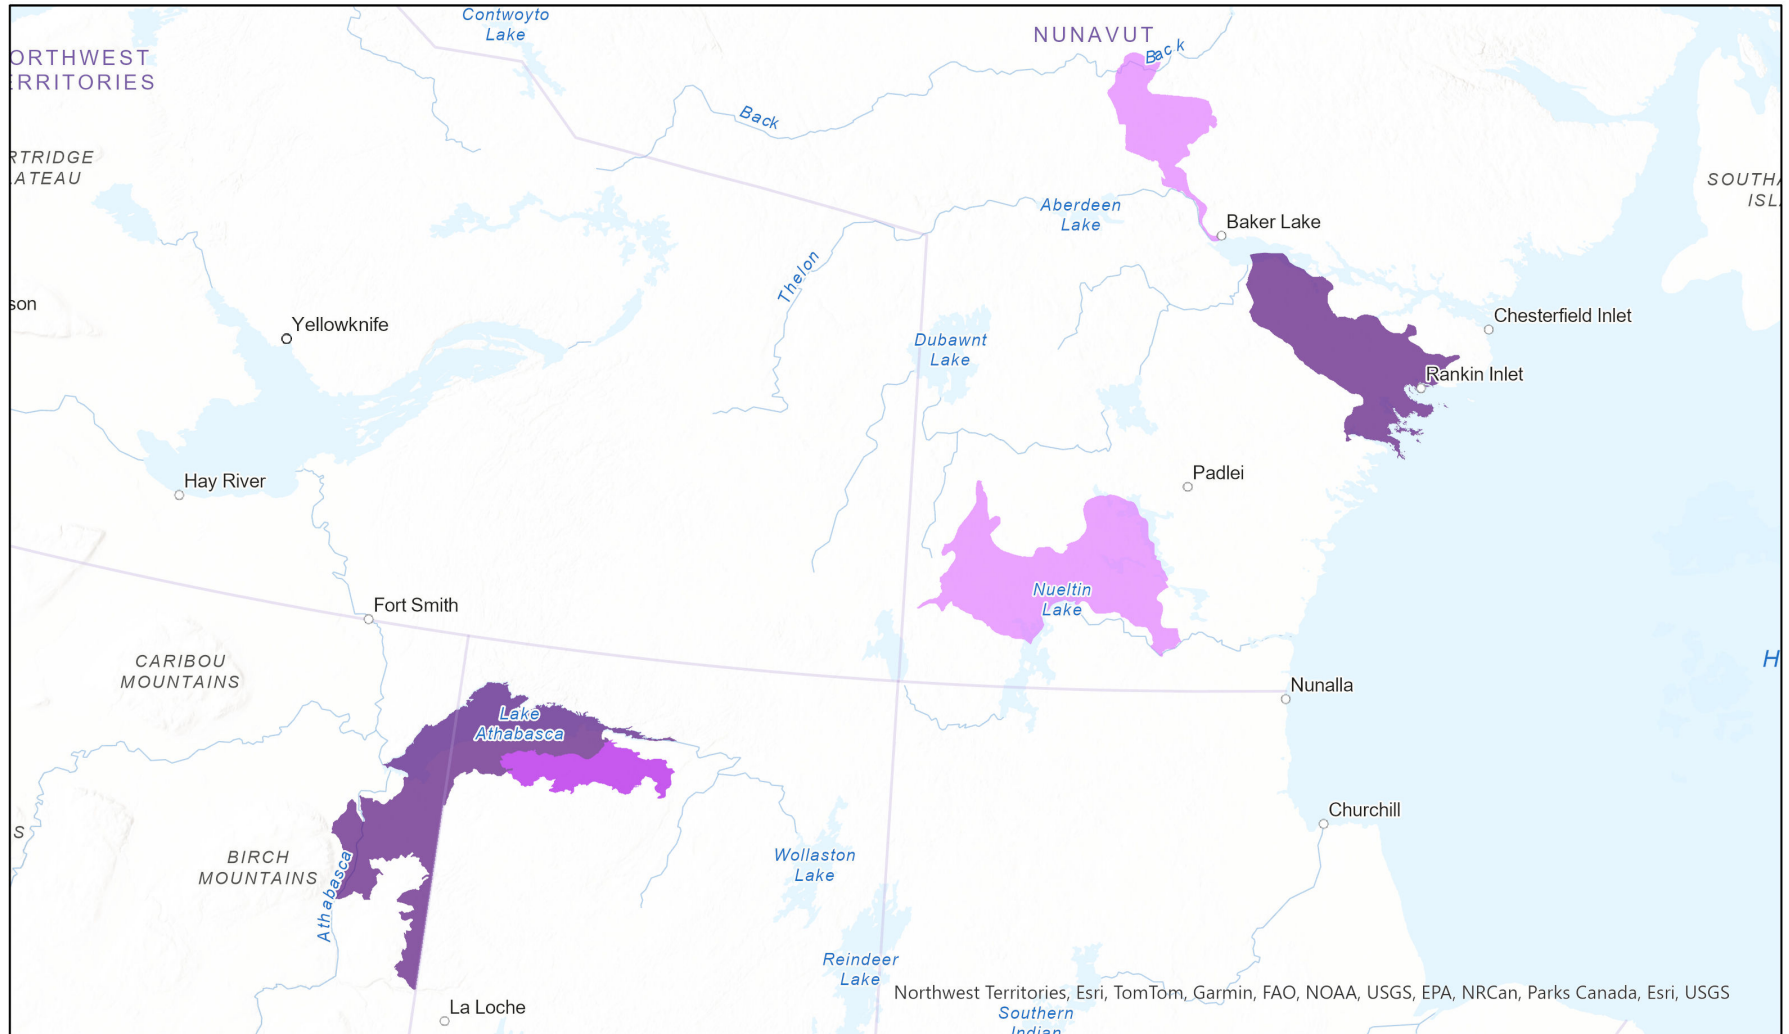 Contwoyto
Lake
NUNAVUT
Back
ORTHWEST
ERRITORIES
Back
RTRIDGE
ATEAU
SOUTHA
ISL
Aberdeen
Lake
Baker Lake
Thelon
son
Yellowknife
Chesterfield Inlet
Dubawnt
Lake
Rankin Inlet
Hay River
Padlei
Nueltin
Lake
Fort Smith
CARIBOU
MOUNTAINS
H
Nunalla
Lake
Athabasca
Churchill
S
BIRCH
MOUNTAINS
Athabasca
Wollaston
Lake
Reindeer
Lake
Northwest Territories, Esri, TomTom, Garmin, FAO, NOAA, USGS, EPA, NRCan, Parks Canada, Esri, USGS
La Loche
Southern
Indian